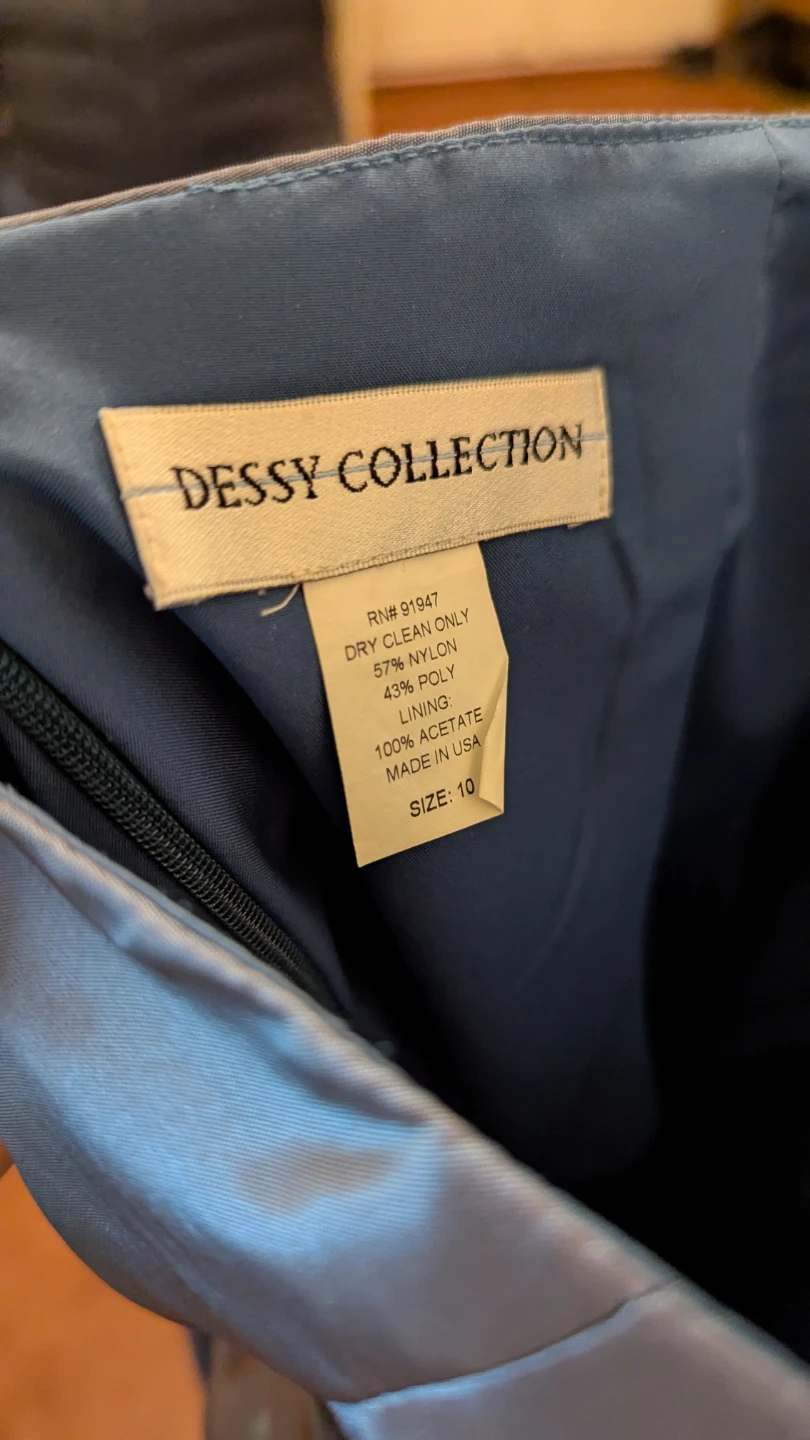 DESSY COLLECTION
RN# 91947
DRY CLEAN ONLY
57% NYLON
43% POLY
LINING:
100% ACETATE
MADE IN USA
SIZE: 10